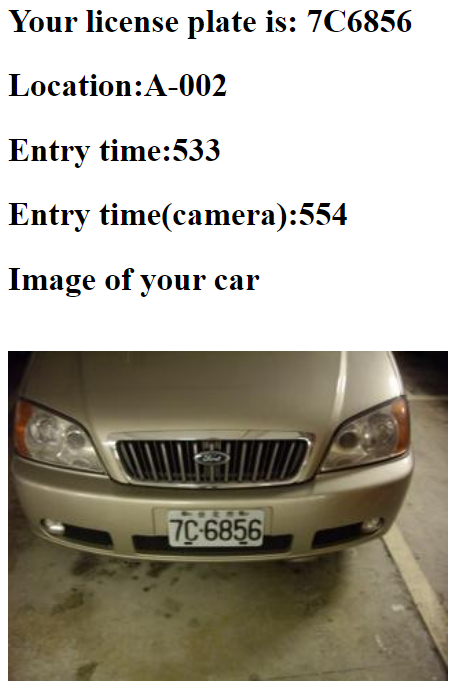 Your license plate is: 7C6856
Location:A-002
Entry time:533
Entry time(camera):554
Image of your car
Ford
7C-6856